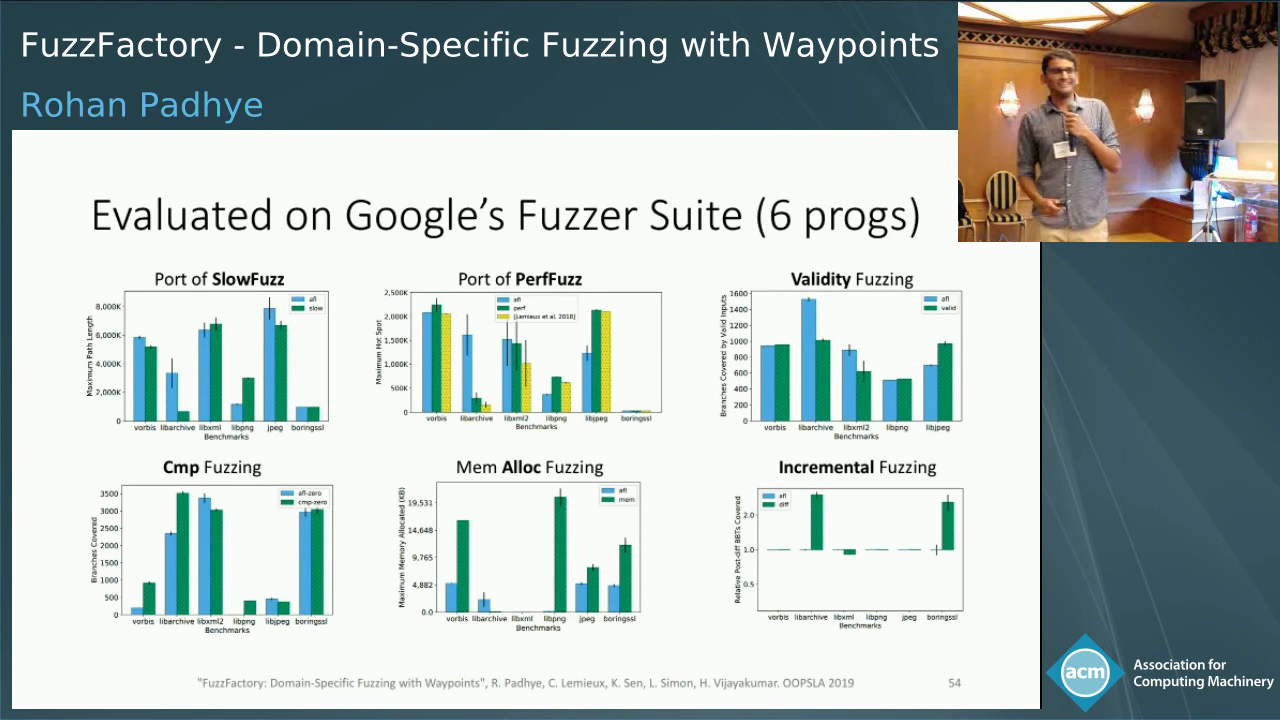 FuzzFactory - Domain-Specific Fuzzing with Waypoints
Rohan Padhye
Evaluated on Google's Fuzzer Suite (6 progs)
Port of SlowFuzz
8,000K
6,000K
4,000K
2,000K
0
Maximum Path Length
afl
slow
vorbis libarchive libxml libpng jpeg boringssl
Benchmarks
Port of PerfFuzz
2,500K
2,000K
1,500K
1,000K
500K
0
Maximum Hot Spot
afl
perf
[Lemieux et al. 2018]
vorbis libarchive libxml2 libpng libjpeg boringssl
Benchmarks
Validity Fuzzing
1600
1400
1200
1000
800
600
400
200
0
Branches Covered by Valid Inputs
afl
valid
vorbis libarchive libxml2 libpng libjpeg
Benchmarks
Cmp Fuzzing
3500
3000
2500
2000
1500
1000
500
0
Branches Covered
afl-zero
cmp-zero
vorbis libarchive libxml2 libpng libjpeg boringssl
Benchmarks
Mem Alloc Fuzzing
19,531
14,648
9,765
4,882
0.0
Maximum Memory Allocated (KB)
afl
mem
vorbis libarchive libxml libpng jpeg boringssl
Benchmarks
Incremental Fuzzing
2.0
1.0
0.5
Relative Post-diff BBTs Covered
afl
diff
vorbis libarchive libxml libpng jpeg boringssl
Benchmarks
"FuzzFactory: Domain-Specific Fuzzing with Waypoints", R. Padhye, C. Lemieux, K. Sen, L. Simon, H. Vijayakumar. OOPSLA 2019
54
acm
Association for
Computing Machinery